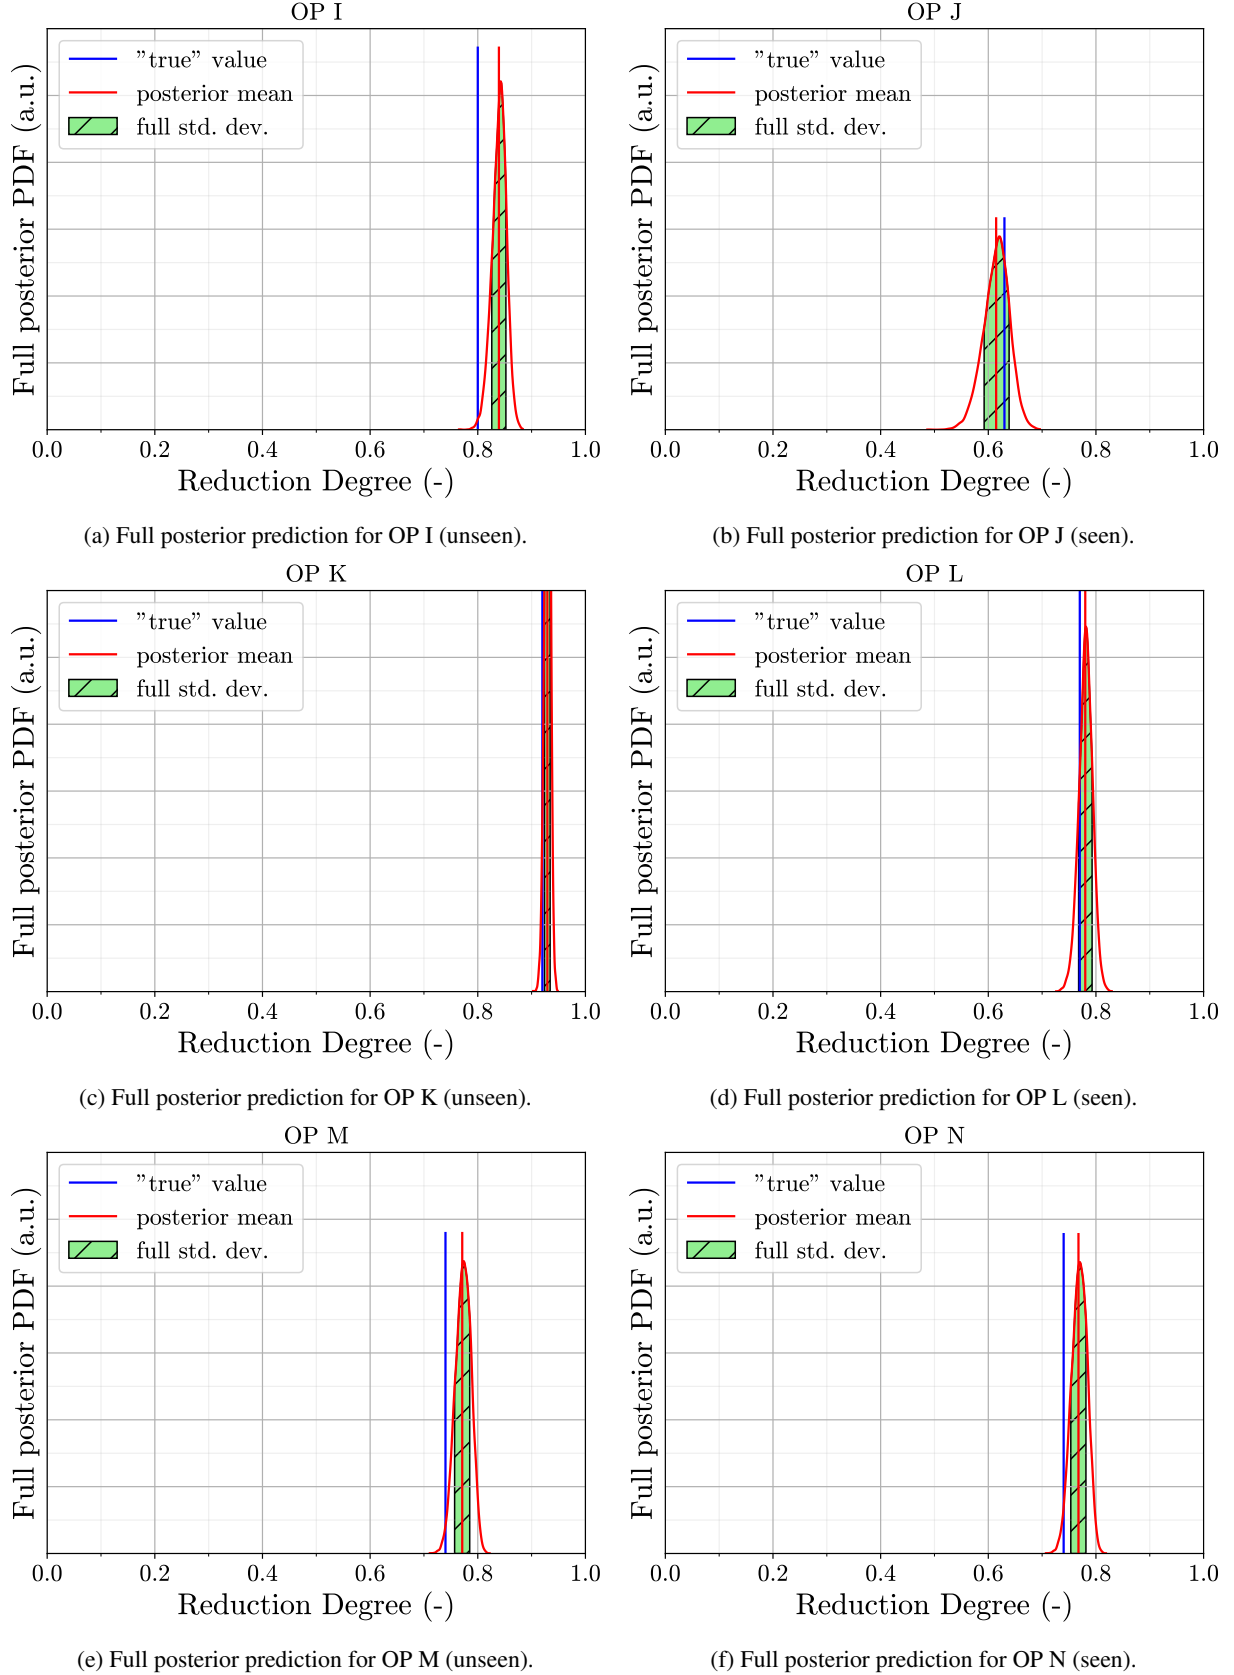 OP I
"true" value
posterior mean
full std. dev.
Full posterior PDF (a.u.)
0.0 0.2 0.4 0.6 0.8 1.0
Reduction Degree (-)
(a) Full posterior prediction for OP I (unseen).
OP J
"true" value
posterior mean
full std. dev.
Full posterior PDF (a.u.)
0.0 0.2 0.4 0.6 0.8 1.0
Reduction Degree (-)
(b) Full posterior prediction for OP J (seen).
OP K
"true" value
posterior mean
full std. dev.
Full posterior PDF (a.u.)
0.0 0.2 0.4 0.6 0.8 1.0
Reduction Degree (-)
(c) Full posterior prediction for OP K (unseen).
OP L
"true" value
posterior mean
full std. dev.
Full posterior PDF (a.u.)
0.0 0.2 0.4 0.6 0.8 1.0
Reduction Degree (-)
(d) Full posterior prediction for OP L (seen).
OP M
"true" value
posterior mean
full std. dev.
Full posterior PDF (a.u.)
0.0 0.2 0.4 0.6 0.8 1.0
Reduction Degree (-)
(e) Full posterior prediction for OP M (unseen).
OP N
"true" value
posterior mean
full std. dev.
Full posterior PDF (a.u.)
0.0 0.2 0.4 0.6 0.8 1.0
Reduction Degree (-)
(f) Full posterior prediction for OP N (seen).